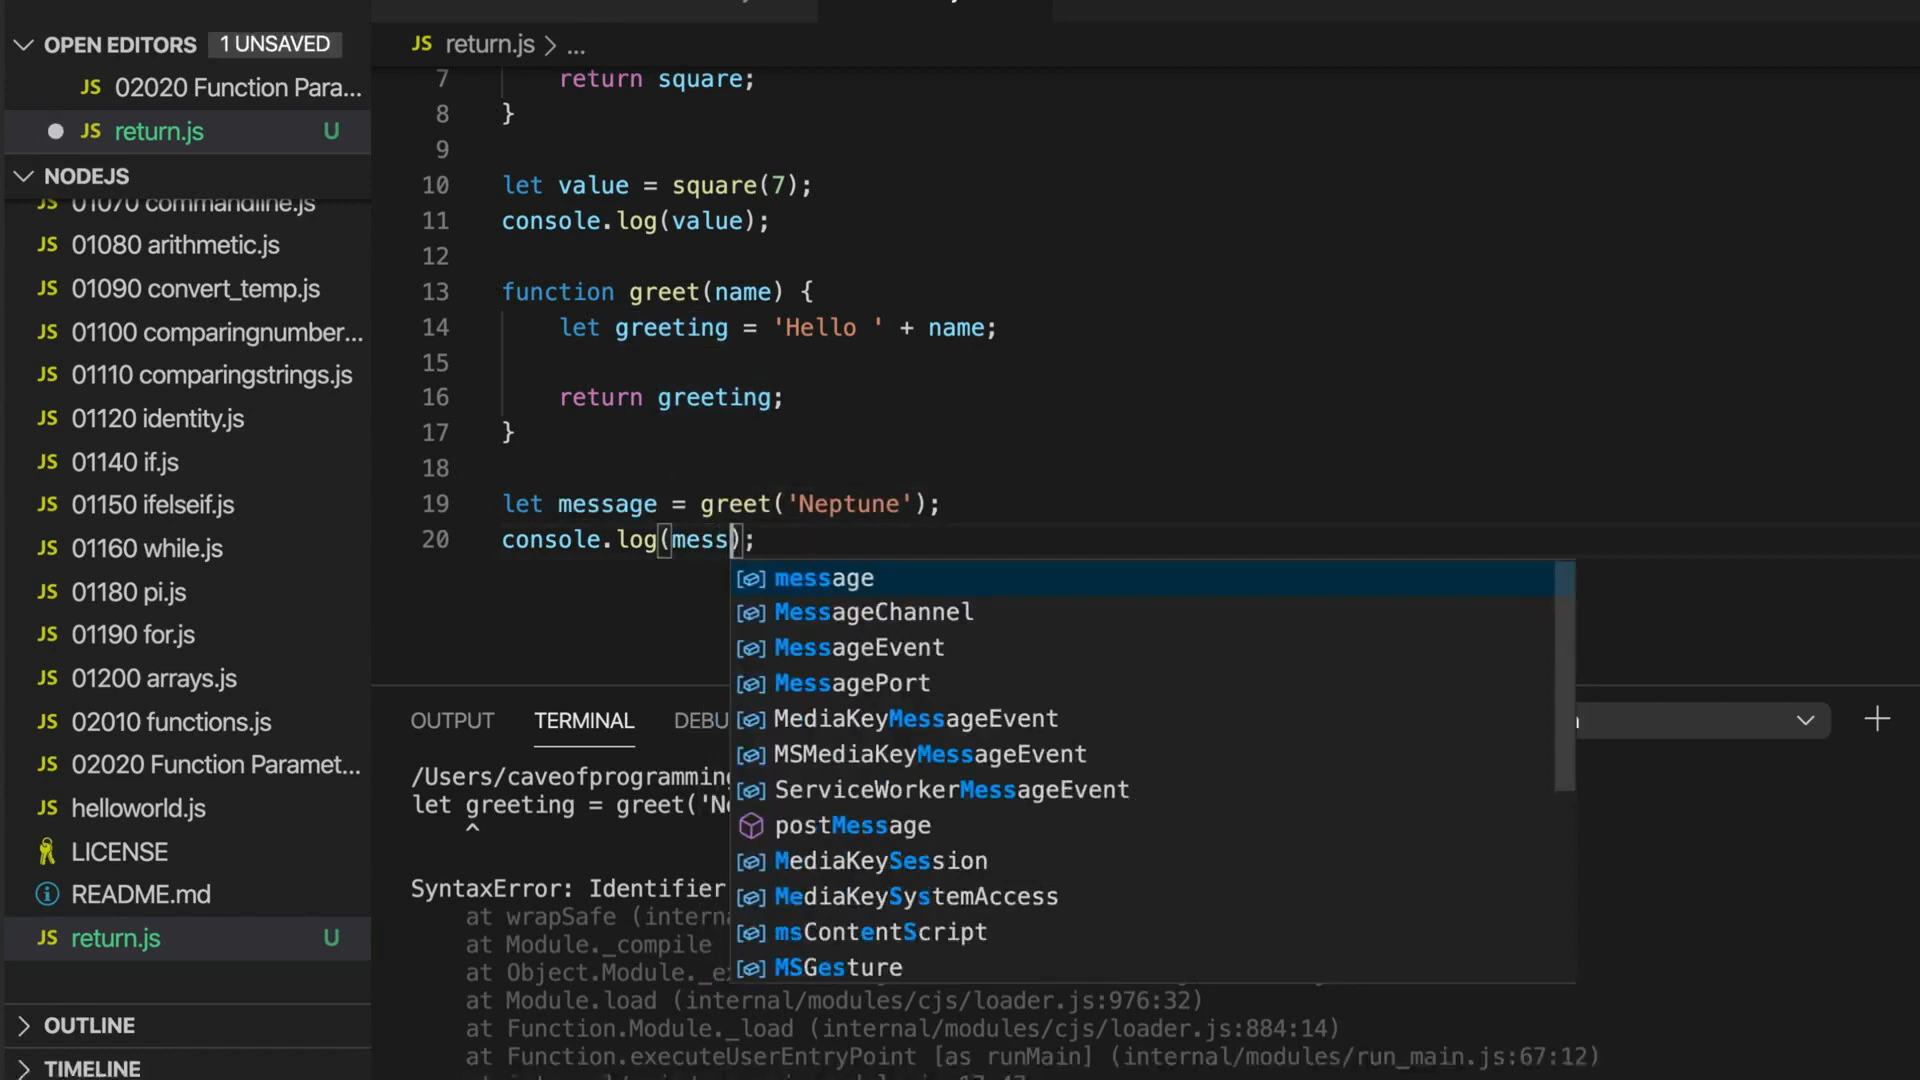 OPEN EDITORS 1 UNSAVED
JS 02020 Function Para...
JS return.js U
NODEJS
JS 01070 commandline.js
JS 01080 arithmetic.js
JS 01090 convert_temp.js
JS 01100 comparingnumber...
JS 01110 comparingstrings.js
JS 01120 identity.js
JS 01140 if.js
JS 01150 ifelseif.js
JS 01160 while.js
JS 01180 pi.js
JS 01190 for.js
JS 01200 arrays.js
JS 02010 functions.js
JS 02020 Function Paramet...
JS helloworld.js
LICENSE
README.md
JS return.js U
OUTLINE
TIMELINE
JS return.js > ...
7 return square;
8 }
9
10 let value = square(7);
11 console.log(value);
12
13 function greet(name) {
14 let greeting = 'Hello ' + name;
15
16 return greeting;
17 }
18
19 let message = greet('Neptune');
20 console.log(mess);
message
MessageChannel
MessageEvent
MessagePort
MediaKeyMessageEvent
MSMediaKeyMessageEvent
ServiceWorkerMessageEvent
postMessage
MediaKeySession
MediaKeySystemAccess
msContentScript
MSGesture
OUTPUT TERMINAL DEBU
/Users/caveofprogramming
let greeting = greet('Ne
^
SyntaxError: Identifier
at wrapSafe (interna
at Module._compile
at Object.Module._ex
at Module.load (internal/modules/cjs/loader.js:976:32)
at Function.Module._load (internal/modules/cjs/loader.js:884:14)
at Function.executeUserEntryPoint [as runMain] (internal/modules/run_main.js:67:12)